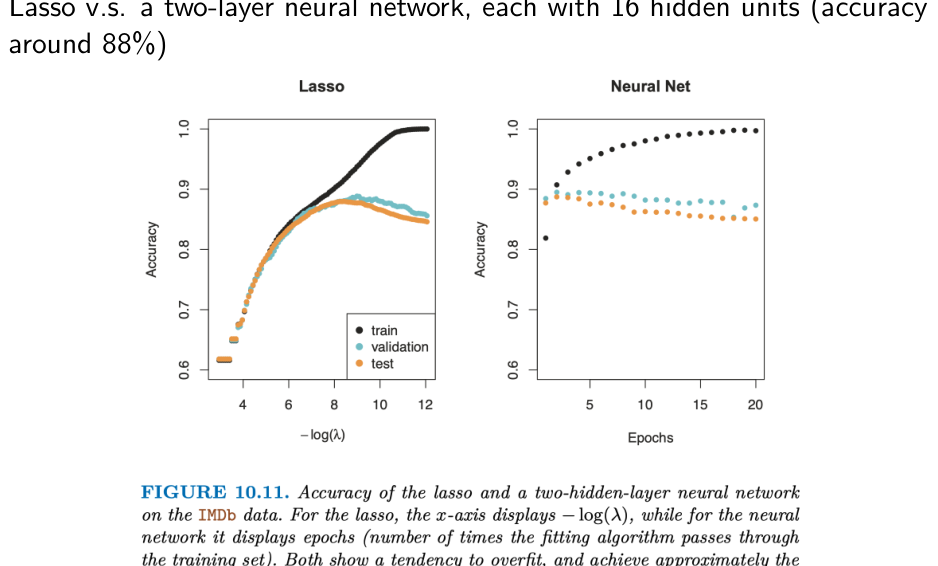 Lasso v.s. a two-layer neural network, each with 16 hidden units (accuracy
around 88%)
Lasso
Neural Net
1.0
0.9
0.8
0.7
0.6
Accuracy
4 6 8 10 12
−log(λ)
train
validation
test
1.0
0.9
0.8
0.7
0.6
Accuracy
5 10 15 20
Epochs
FIGURE 10.11. Accuracy of the lasso and a two-hidden-layer neural network
on the IMDb data. For the lasso, the x-axis displays − log(λ), while for the neural
network it displays epochs (number of times the fitting algorithm passes through
the training set). Both show a tendency to overfit, and achieve approximately the